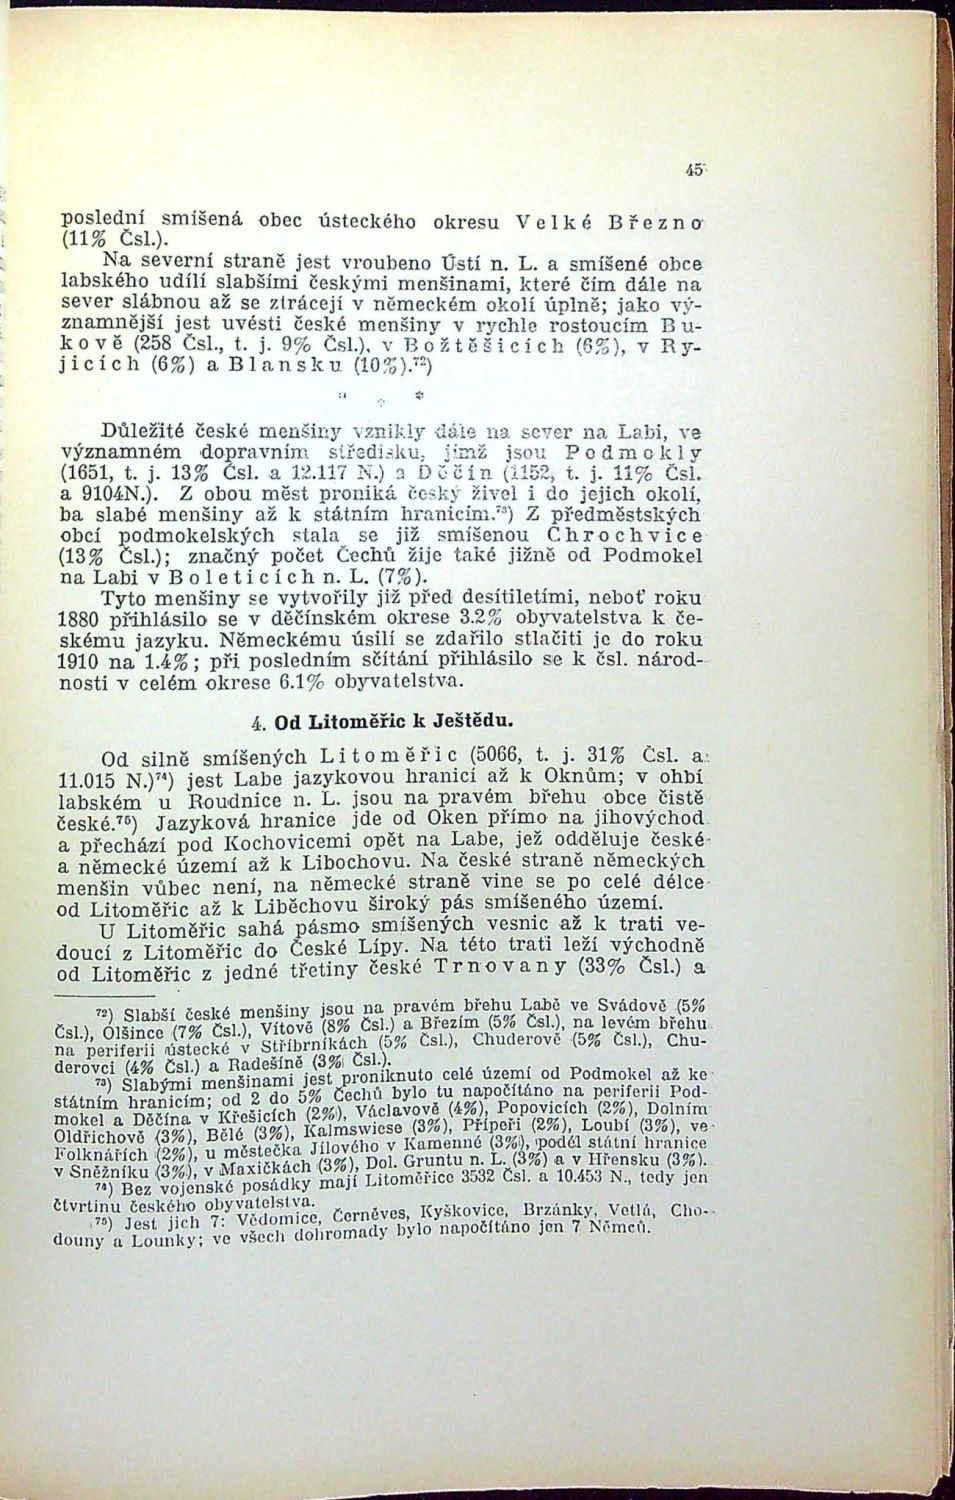 45
poslední smíšená obec ústeckého okresu Velké Březno
(11% Čsl.).
Na severní straně jest vroubeno Ústí n. L. a smíšené obce
labského údílí slabšími českými menšinami, které čím dále na
sever slábnou až se ztrácejí v německém okolí úplně; jako vý-
znamnější jest uvésti české menšiny v rychle rostoucím Bu-
kově (258 Čsl., t. j. 9% Čsl.), v Božtěšicích (6%), v Ry-
jicích (6%) a Blansku (10%).⁷²)
* * *
Důležité české menšiny vznikly dále na sever na Labi, ve
významném dopravním středisku, jímž jsou Podmokly
(1651, t. j. 13% Čsl. a 12.117 N.) a Děčín (1152, t. j. 11% Čsl.
a 9104N.). Z obou měst proniká český živel i do jejich okolí,
ba slabé menšiny až k státním hranicím.⁷³) Z předměstských
obcí podmokelských stala se již smíšenou Chrochvice
(13% Čsl.); značný počet Čechů žije také jižně od Podmokel
na Labi v Boleticích n. L. (7%).
Tyto menšiny se vytvořily již před desítiletími, neboť roku
1880 přihlásilo se v děčínském okrese 3.2% obyvatelstva k če-
skému jazyku. Německému úsilí se zdařilo stlačiti je do roku
1910 na 1.4%; při posledním sčítání přihlásilo se k čsl. národ-
nosti v celém okrese 6.1% obyvatelstva.
4. Od Litoměřic k Ještědu.
Od silně smíšených Litoměřic (5066, t. j. 31% Čsl. a
11.015 N.)⁷⁴) jest Labe jazykovou hranicí až k Oknům; v ohbí
labském u Roudnice n. L. jsou na pravém břehu obce čistě
české.⁷⁵) Jazyková hranice jde od Oken přímo na jihovýchod
a přechází pod Kochovicemi opět na Labe, jež odděluje české
a německé území až k Libochovu. Na české straně německých
menšin vůbec není, na německé straně vine se po celé délce
od Litoměřic až k Liběchovu široký pás smíšeného území.
U Litoměřic sahá pásmo smíšených vesnic až k trati ve-
doucí z Litoměřic do České Lípy. Na této trati leží východně
od Litoměřic z jedné třetiny české Trnovany (33% Čsl.) a
⁷²) Slabší české menšiny jsou na pravém břehu Labě ve Svádově (5%
Čsl.), Olšince (7% Čsl.), Vítově (8% Čsl.) a Březím (5% Čsl.), na levém břehu
na periferii ústecké v Stříbrníkách (5% Čsl.), Chuderově (5% Čsl.), Chu-
derovci (4% Čsl.) a Radešíně (3% Čsl.).
⁷³) Slabými menšinami jest proniknuto celé území od Podmokel až ke
státním hranicím; od 2 do 5% Čechů bylo tu napočítáno na periferii Pod-
mokel a Děčína v Křešicích (2%), Václavově (4%), Popovicích (2%), Dolním
Oldřichově (3%), Bělé (3%), Kalmswiese (3%), Přípeři (2%), Loubí (3%), ve
Folknářích (2%), u městečka Jílového v Kamenné (3%), podél státní hranice
v Sněžníku (3%), v Maxičkách (3%), Dol. Gruntu n. L. (3%) a v Hřensku (3%).
⁷⁴) Bez vojenské posádky mají Litoměřice 3532 Čsl. a 10.453 N., tedy jen
čtvrtinu českého obyvatelstva.
⁷⁵) Jest jich 7: Vědomice, Černěves, Kyškovice, Brzánky, Vetlá, Cho-
douny a Lounky; ve všech dohromady bylo napočítáno jen 7 Němců.